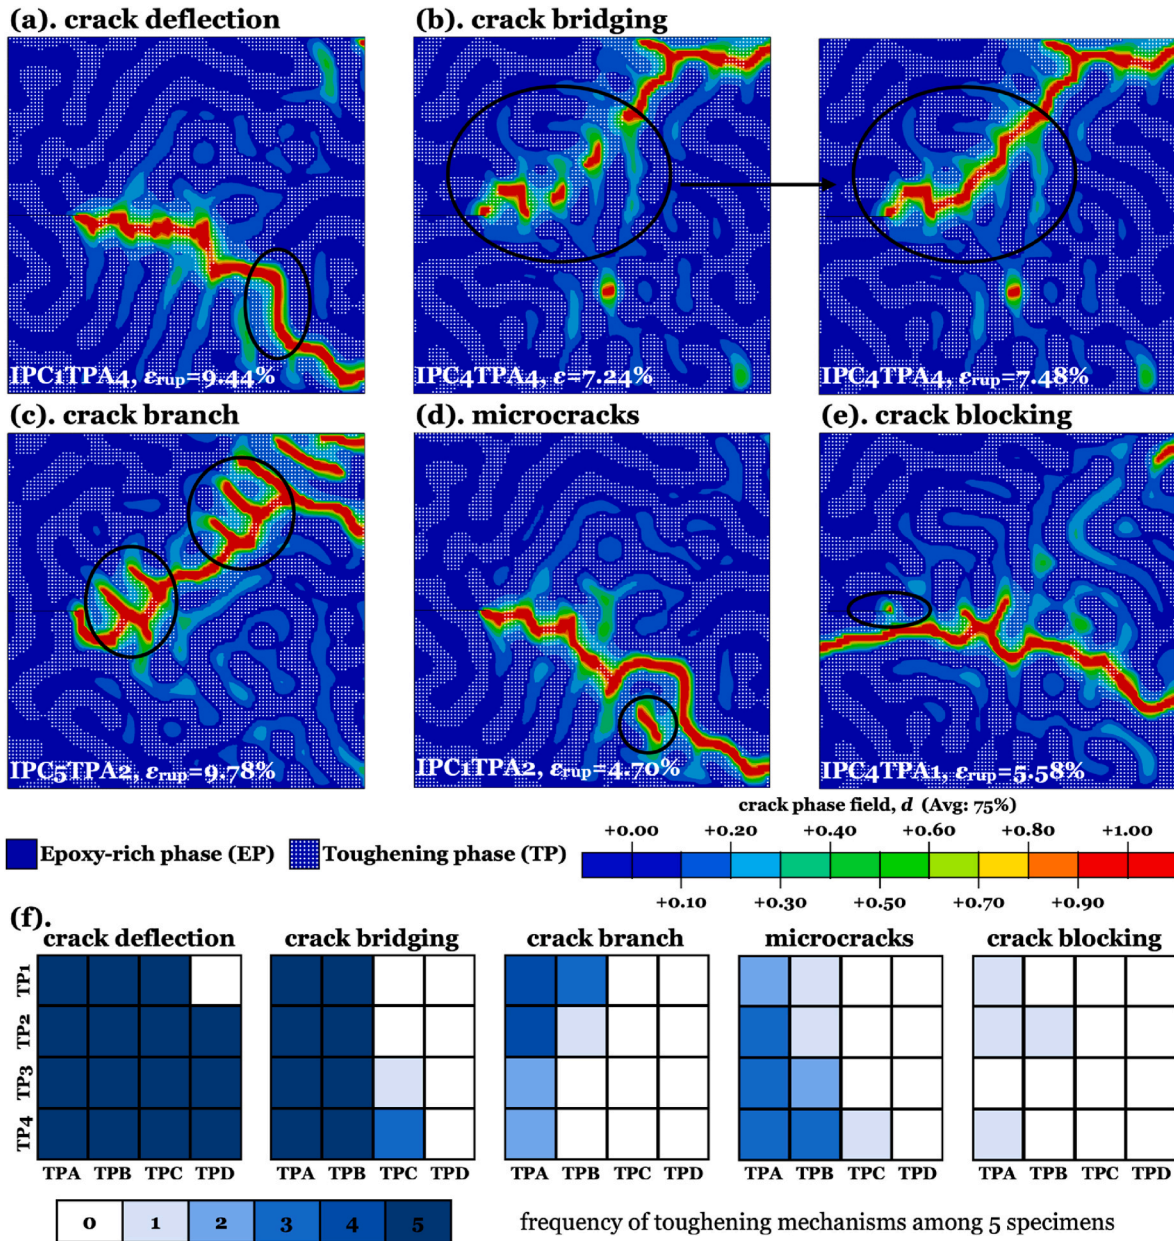 (a). crack deflection
(b). crack bridging
IPC1TPA4, εrup=9.44%
IPC4TPA4, ε=7.24%
IPC4TPA4, εrup=7.48%
(c). crack branch
(d). microcracks
(e). crack blocking
IPC5TPA2, εrup=9.78%
IPC1TPA2, εrup=4.70%
IPC4TPA1, εrup=5.58%
crack phase field, d (Avg: 75%)
+0.00 +0.20 +0.40 +0.60 +0.80 +1.00
Epoxy-rich phase (EP)
Toughening phase (TP)
+0.10 +0.30 +0.50 +0.70 +0.90
(f).
crack deflection
crack bridging
crack branch
microcracks
crack blocking
TP1
TP2
TP3
TP4
TPA TPB TPC TPD
TPA TPB TPC TPD
TPA TPB TPC TPD
TPA TPB TPC TPD
TPA TPB TPC TPD
0 1 2 3 4 5
frequency of toughening mechanisms among 5 specimens